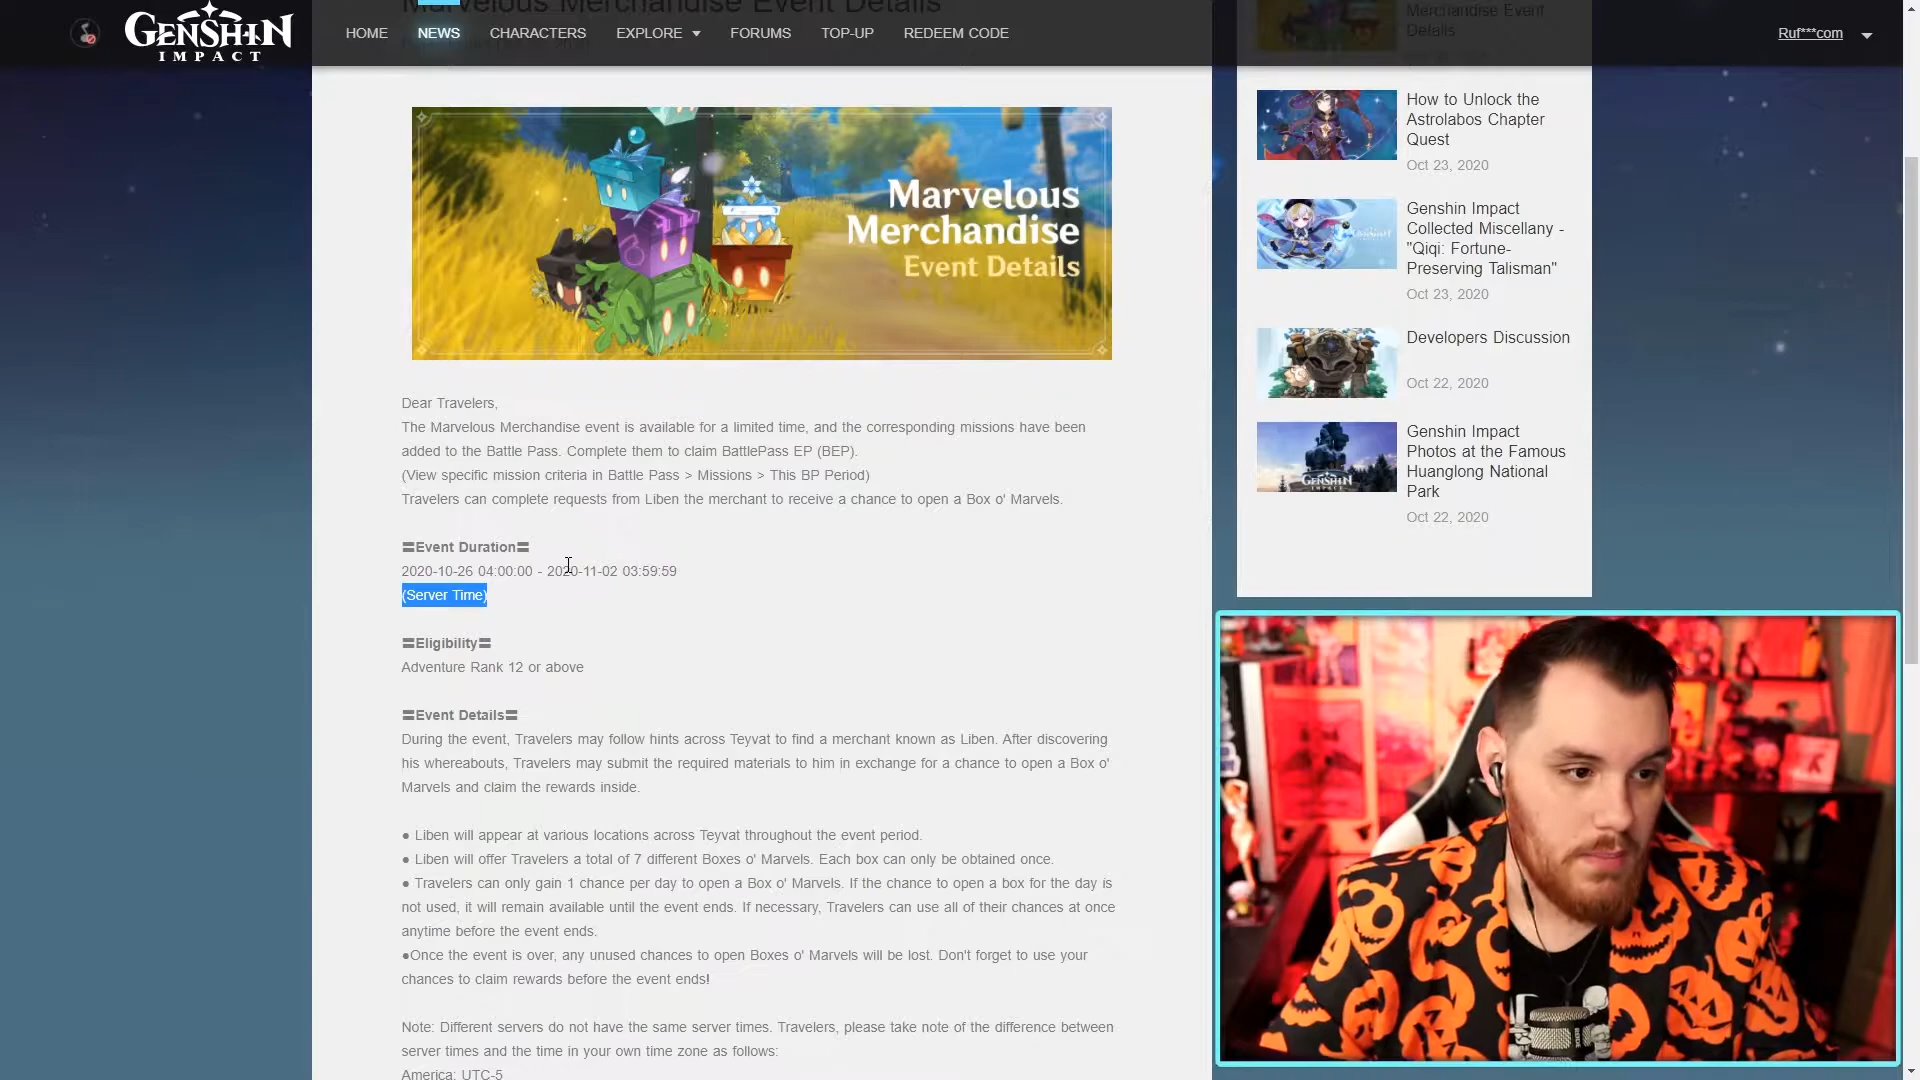 Marvelous Merchandise Event Details
GENSHIN
IMPACT
HOME
NEWS
CHARACTERS
EXPLORE
FORUMS
TOP-UP
REDEEM CODE
Ruf***com
Marvelous
Merchandise
Event Details
Dear Travelers,
The Marvelous Merchandise event is available for a limited time, and the corresponding missions have been
added to the Battle Pass. Complete them to claim BattlePass EP (BEP).
(View specific mission criteria in Battle Pass > Missions > This BP Period)
Travelers can complete requests from Liben the merchant to receive a chance to open a Box o' Marvels.
〓Event Duration〓
2020-10-26 04:00:00 - 2020-11-02 03:59:59
(Server Time)
〓Eligibility〓
Adventure Rank 12 or above
〓Event Details〓
During the event, Travelers may follow hints across Teyvat to find a merchant known as Liben. After discovering
his whereabouts, Travelers may submit the required materials to him in exchange for a chance to open a Box o'
Marvels and claim the rewards inside.
● Liben will appear at various locations across Teyvat throughout the event period.
● Liben will offer Travelers a total of 7 different Boxes o' Marvels. Each box can only be obtained once.
● Travelers can only gain 1 chance per day to open a Box o' Marvels. If the chance to open a box for the day is
not used, it will remain available until the event ends. If necessary, Travelers can use all of their chances at once
anytime before the event ends.
●Once the event is over, any unused chances to open Boxes o' Marvels will be lost. Don't forget to use your
chances to claim rewards before the event ends!
Note: Different servers do not have the same server times. Travelers, please take note of the difference between
server times and the time in your own time zone as follows:
America: UTC-5
Merchandise Event
Details
How to Unlock the
Astrolabos Chapter
Quest
Oct 23, 2020
Genshin Impact
Collected Miscellany -
"Qiqi: Fortune-
Preserving Talisman"
Oct 23, 2020
Developers Discussion
Oct 22, 2020
GENSHIN
Genshin Impact
Photos at the Famous
Huanglong National
Park
Oct 22, 2020